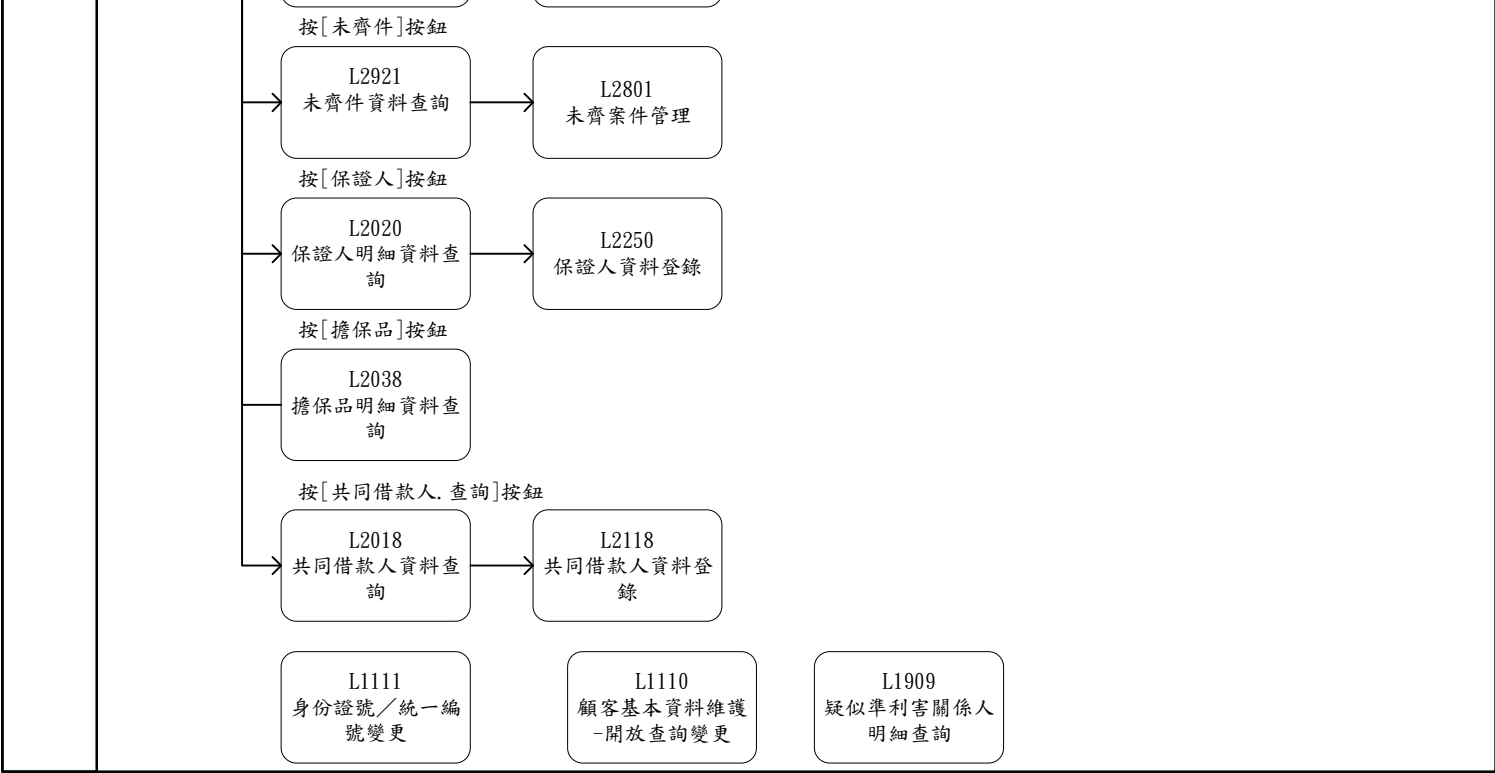 按[未齊件]按鈕
L2921
未齊件資料查詢
L2801
未齊案件管理
按[保證人]按鈕
L2020
保證人明細資料查
詢
L2250
保證人資料登錄
按[擔保品]按鈕
L2038
擔保品明細資料查
詢
按[共同借款人.查詢]按鈕
L2018
共同借款人資料查
詢
L2118
共同借款人資料登
錄
L1111
身份證號／統一編
號變更
L1110
顧客基本資料維護
-開放查詢變更
L1909
疑似準利害關係人
明細查詢